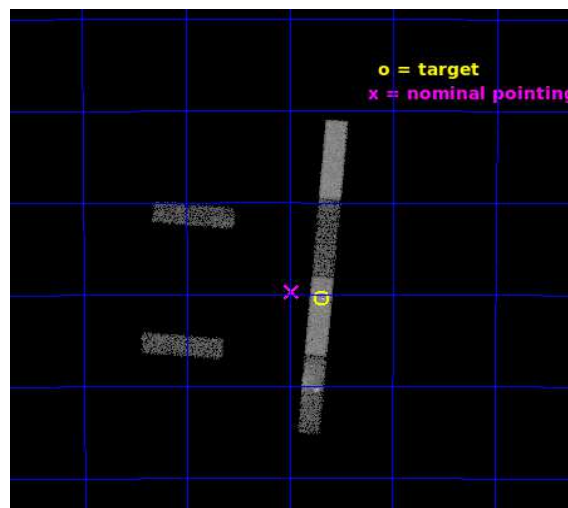 o = target
x = nominal pointing